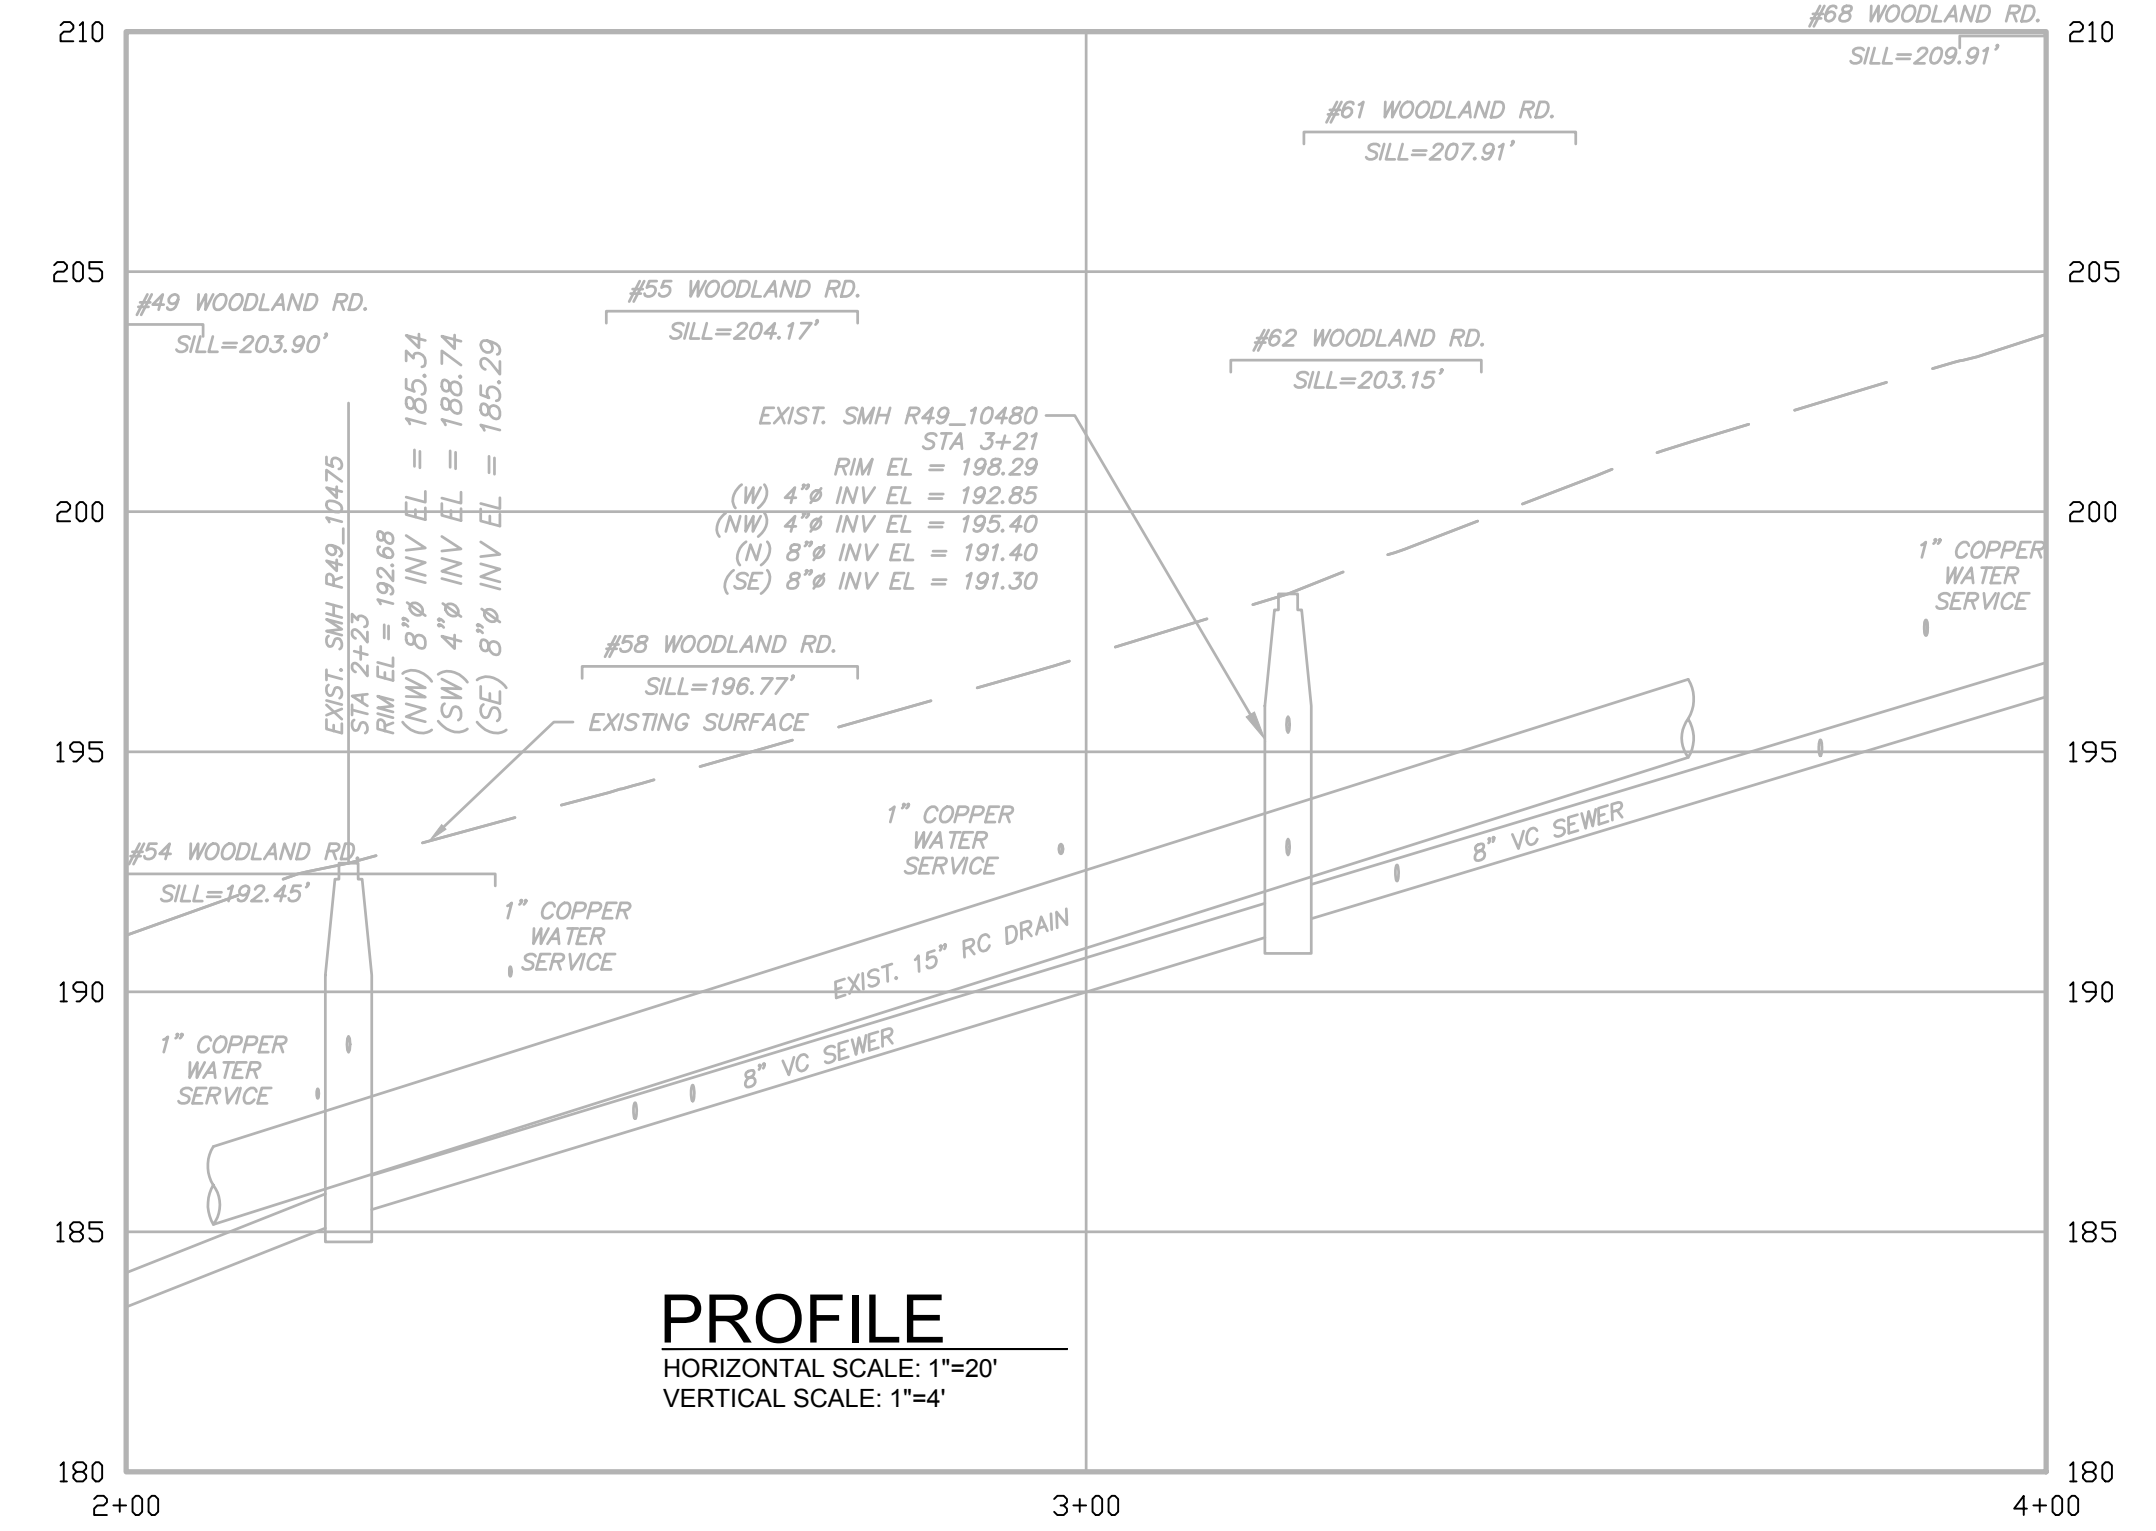 #68 WOODLAND RD.
SILL=209.91'
210
210
#61 WOODLAND RD.
SILL=207.91'
205
205
#49 WOODLAND RD.
SILL=203.90'
#55 WOODLAND RD.
SILL=204.17'
#62 WOODLAND RD.
SILL=203.15'
EXIST. SMH R49_10475
STA 2+23
RIM EL = 192.68
(NW) 8"ø INV EL = 185.34
(SW) 4"ø INV EL = 188.74
(SE) 8"ø INV EL = 185.29
EXIST. SMH R49_10480
STA 3+21
RIM EL = 198.29
(W) 4"ø INV EL = 192.85
(NW) 4"ø INV EL = 195.40
(N) 8"ø INV EL = 191.40
(SE) 8"ø INV EL = 191.30
200
200
1" COPPER
WATER
SERVICE
#58 WOODLAND RD.
SILL=196.77'
EXISTING SURFACE
195
195
1" COPPER
WATER
SERVICE
8" VC SEWER
#54 WOODLAND RD.
SILL=192.45'
1" COPPER
WATER
SERVICE
EXIST. 15" RC DRAIN
190
190
1" COPPER
WATER
SERVICE
8" VC SEWER
185
185
PROFILE
HORIZONTAL SCALE: 1"=20'
VERTICAL SCALE: 1"=4'
180
180
2+00
3+00
4+00